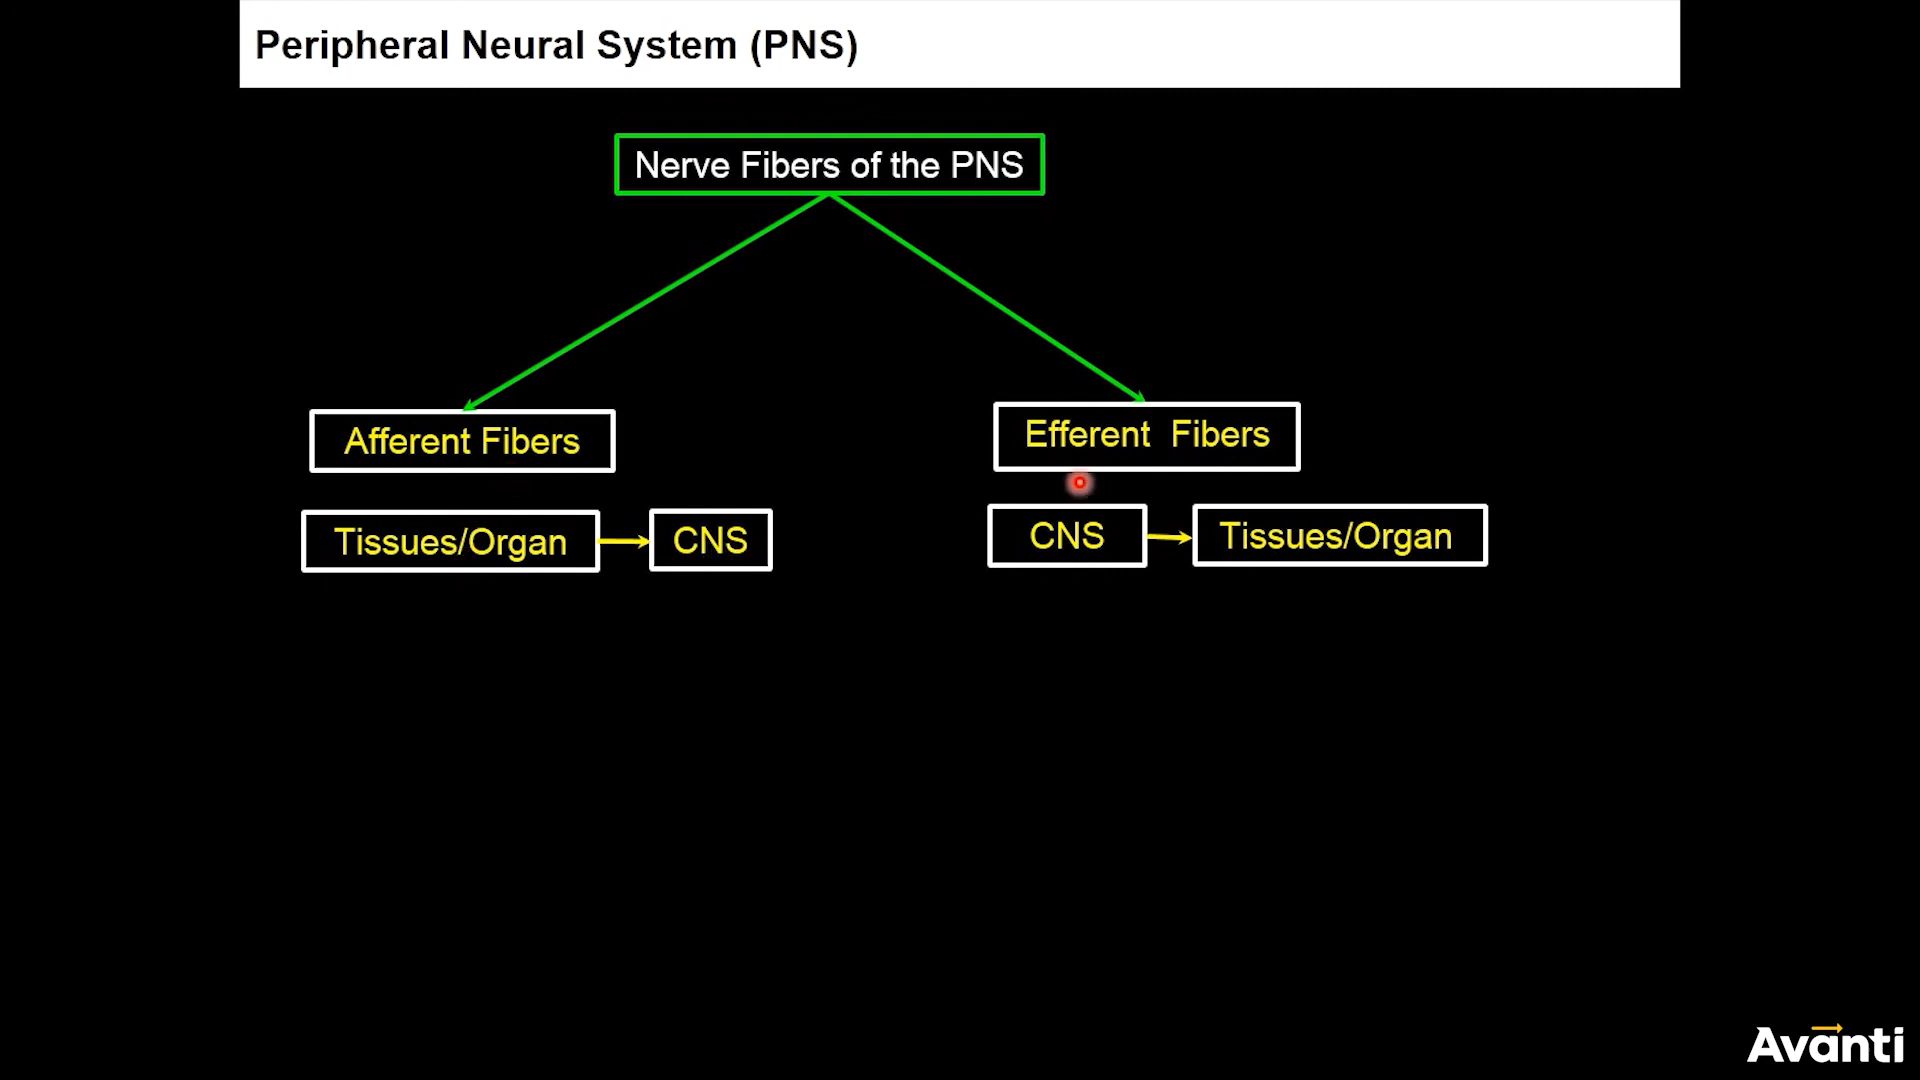 Peripheral Neural System (PNS)
Nerve Fibers of the PNS
Afferent Fibers
Efferent Fibers
Tissues/Organ
CNS
CNS
Tissues/Organ
Avanti